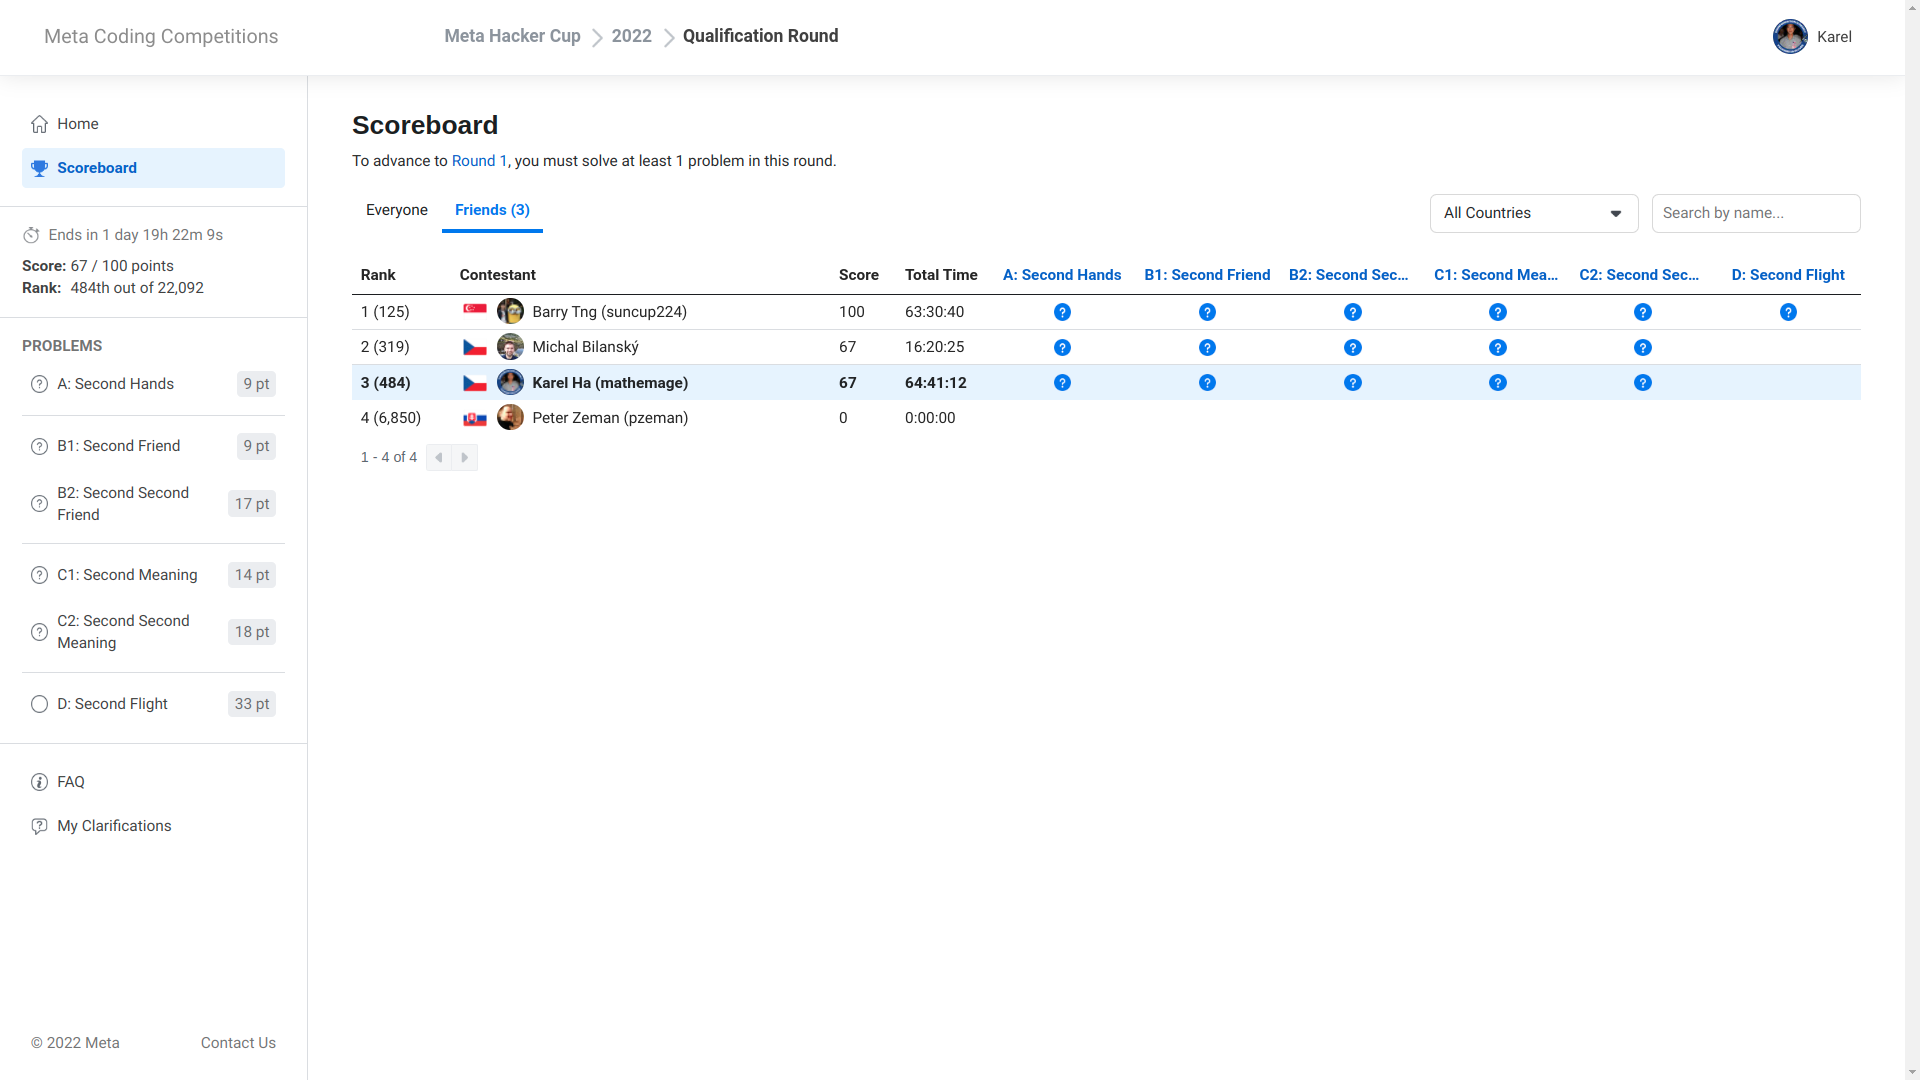 Meta Coding Competitions
Meta Hacker Cup 2022 Qualification Round
Karel
Home
Scoreboard
Ends in 1 day 19h 22m 9s
Score: 67 / 100 points
Rank: 484th out of 22,092
PROBLEMS
A: Second Hands 9 pt
B1: Second Friend 9 pt
B2: Second Second
Friend
17 pt
C1: Second Meaning 14 pt
C2: Second Second
Meaning
18 pt
D: Second Flight 33 pt
FAQ
My Clarifications
© 2022 Meta Contact Us
Scoreboard
To advance to Round 1, you must solve at least 1 problem in this round.
Everyone Friends (3) All Countries Search by name...
Rank Contestant Score Total Time A: Second Hands B1: Second Friend B2: Second Sec... C1: Second Mea... C2: Second Sec... D: Second Flight
1 (125) Barry Tng (suncup224) 100 63:30:40 ? ? ? ? ? ?
2 (319) Michal Bilanský 67 16:20:25 ? ? ? ? ?
3 (484) Karel Ha (mathemage) 67 64:41:12 ? ? ? ? ?
4 (6,850) Peter Zeman (pzeman) 0 0:00:00
1 - 4 of 4